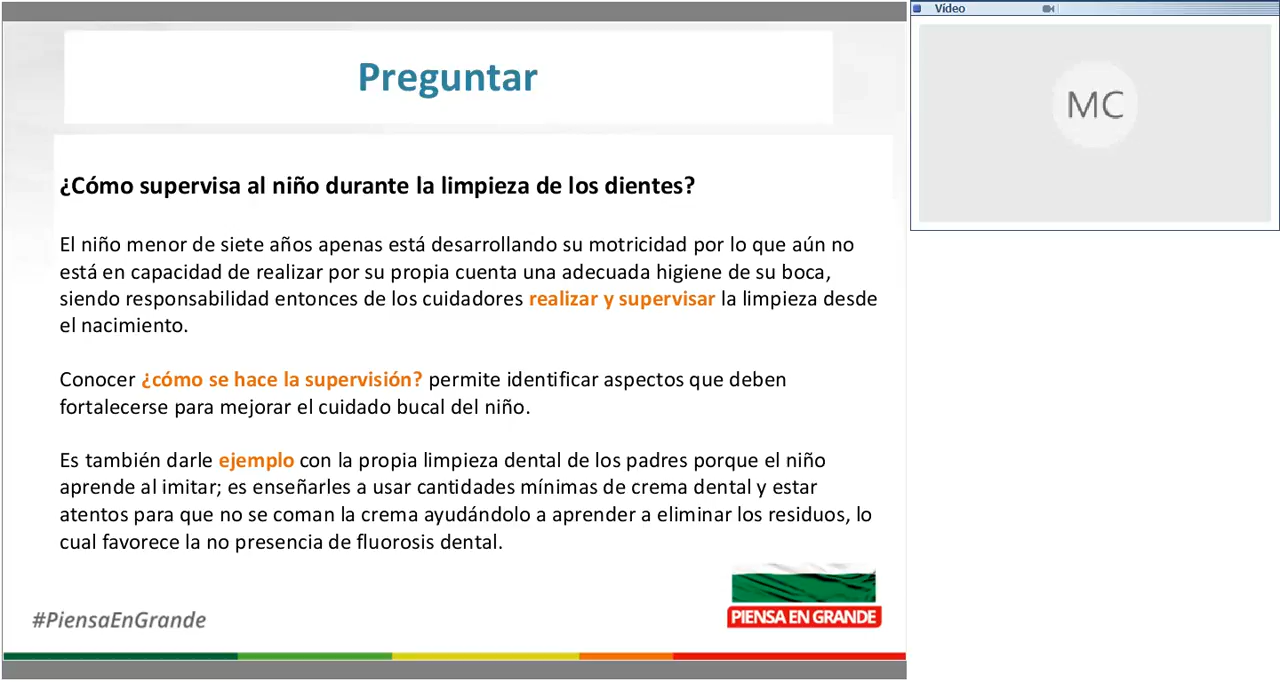 Preguntar
¿Cómo supervisa al niño durante la limpieza de los dientes?
El niño menor de siete años apenas está desarrollando su motricidad por lo que aún no
está en capacidad de realizar por su propia cuenta una adecuada higiene de su boca,
siendo responsabilidad entonces de los cuidadores realizar y supervisar la limpieza desde
el nacimiento.
Conocer ¿cómo se hace la supervisión? permite identificar aspectos que deben
fortalecerse para mejorar el cuidado bucal del niño.
Es también darle ejemplo con la propia limpieza dental de los padres porque el niño
aprende al imitar; es enseñarles a usar cantidades mínimas de crema dental y estar
atentos para que no se coman la crema ayudándolo a aprender a eliminar los residuos, lo
cual favorece la no presencia de fluorosis dental.
#PiensaEnGrande
PIENSA EN GRANDE
Vídeo
MC